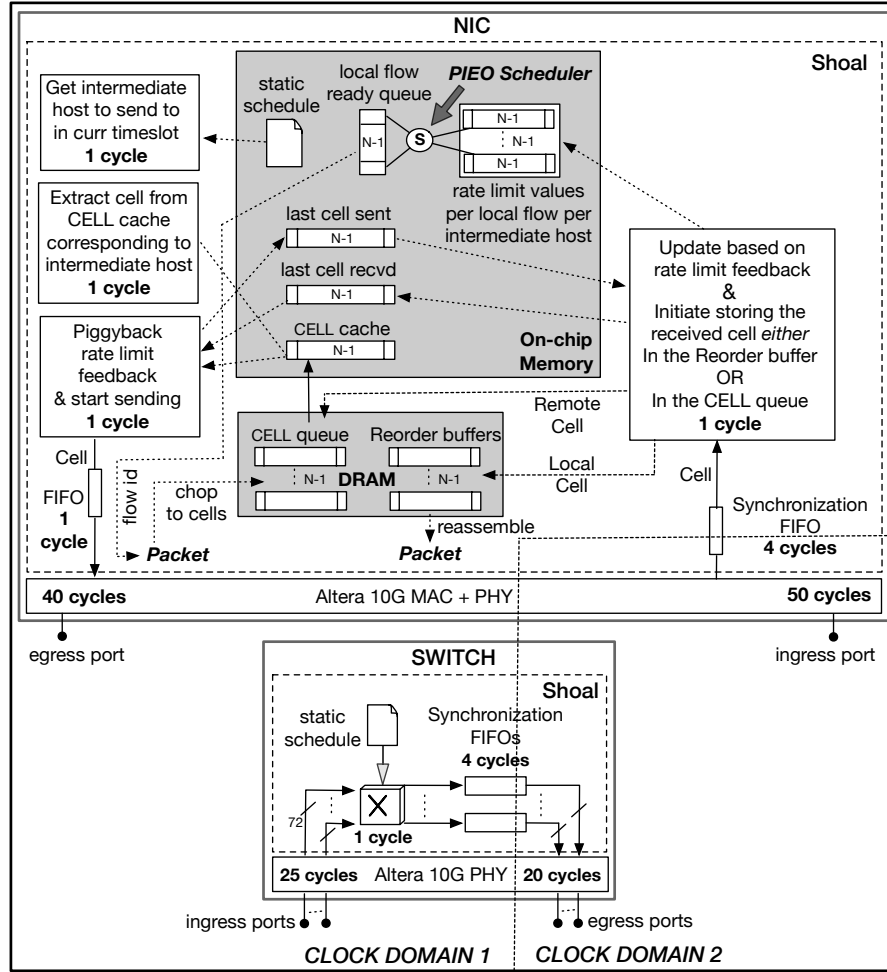 NIC
Shoal
Get intermediate
host to send to
in curr timeslot
1 cycle
static
schedule
local flow
ready queue
PIEO Scheduler
N-1
S
N-1
N-1
N-1
rate limit values
per local flow per
intermediate host
Extract cell from
CELL cache
corresponding to
intermediate host
1 cycle
last cell sent
N-1
last cell recvd
N-1
CELL cache
N-1
On-chip
Memory
Piggyback
rate limit
feedback
& start sending
1 cycle
Update based on
rate limit feedback
&
Initiate storing the
received cell either
In the Reorder buffer
OR
In the CELL queue
1 cycle
Remote
Cell
CELL queue
Reorder buffers
N-1
DRAM
N-1
Local
Cell
Cell
Cell
FIFO
1
cycle
flow id
chop
to cells
Packet
reassemble
Packet
Synchronization
FIFO
4 cycles
40 cycles
Altera 10G MAC + PHY
50 cycles
egress port
ingress port
SWITCH
Shoal
static
schedule
Synchronization
FIFOs
4 cycles
72
X
1 cycle
25 cycles
Altera 10G PHY
20 cycles
ingress ports
egress ports
CLOCK DOMAIN 1
CLOCK DOMAIN 2